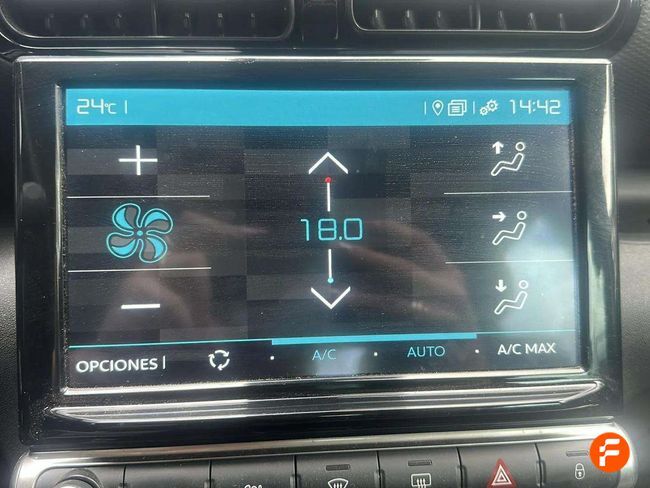 24°C
14:42
18.0
OPCIONES
A/C
AUTO
A/C MAX